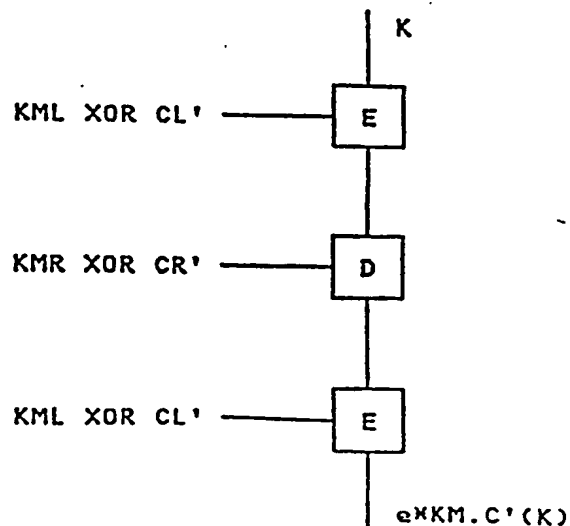 K
KML XOR CL' E
KMR XOR CR' D
KML XOR CL' E
e*KM.C'(K)